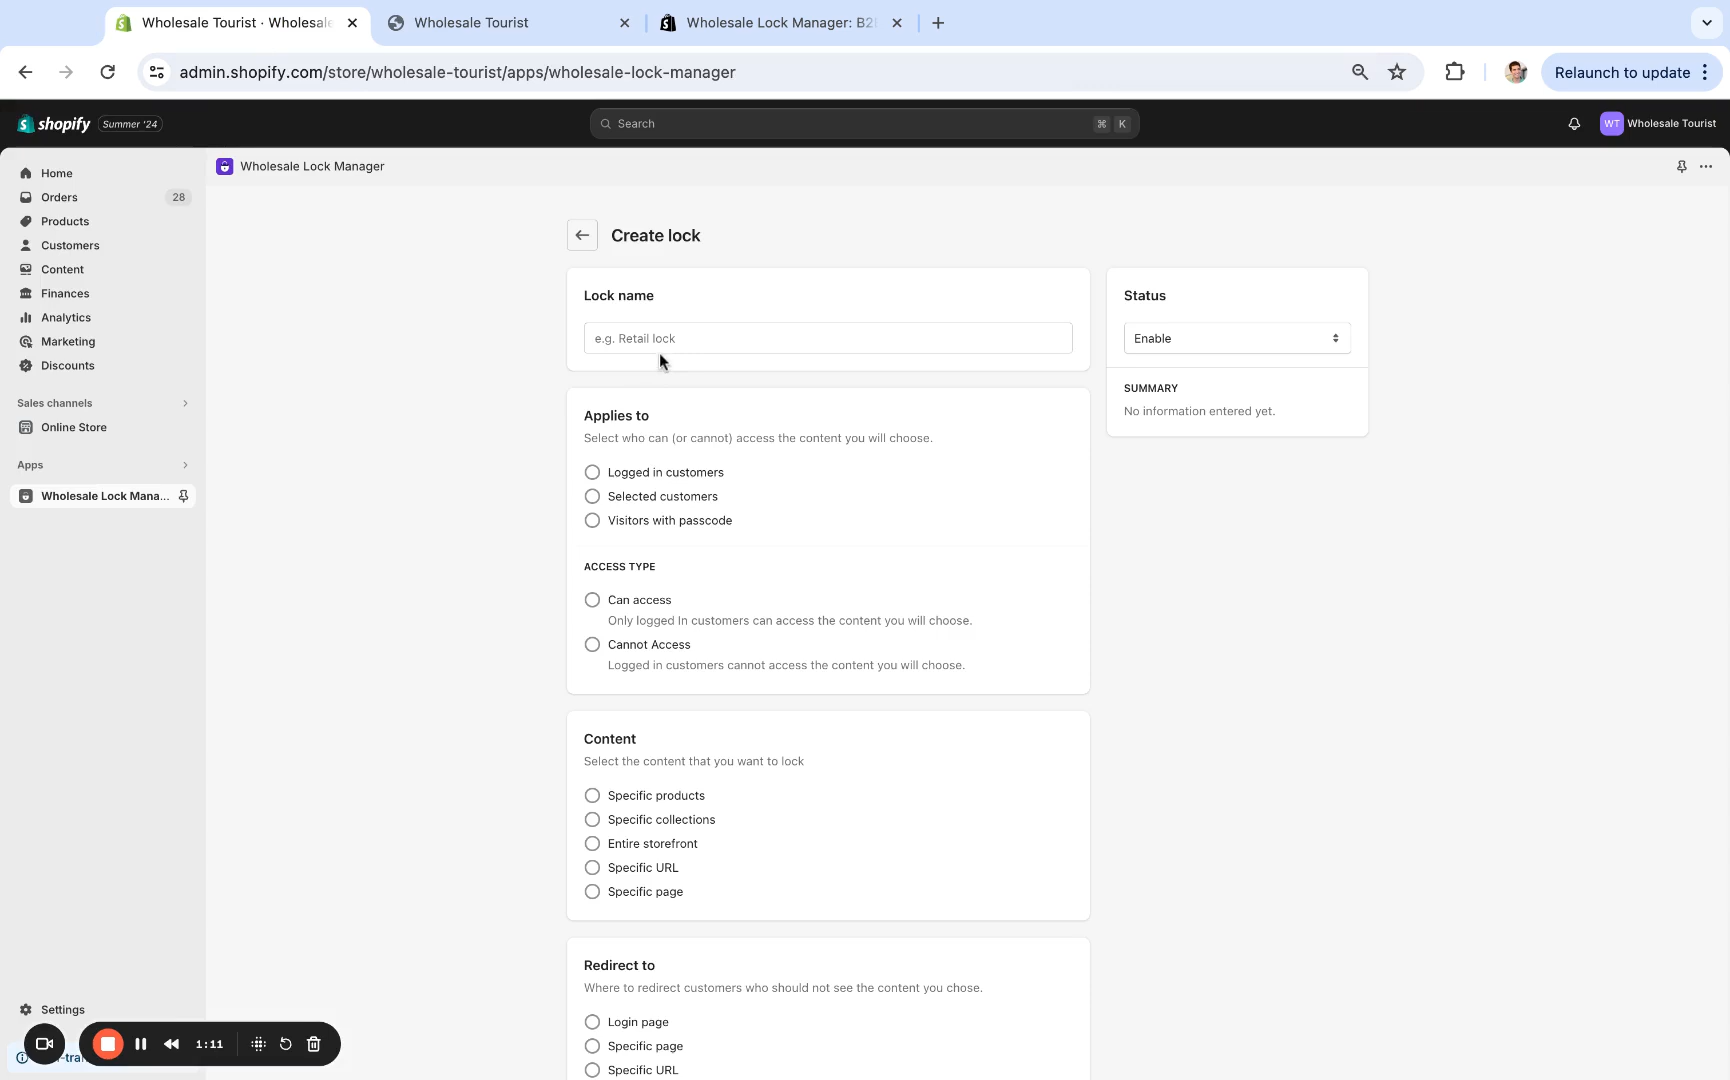 Wholesale Tourist · Wholesale
Wholesale Tourist
Wholesale Lock Manager: B2
admin.shopify.com/store/wholesale-tourist/apps/wholesale-lock-manager
Relaunch to update
shopify
Summer '24
Search
⌘ K
WT
Wholesale Tourist
Home
Orders
28
Products
Customers
Content
Finances
Analytics
Marketing
Discounts
Sales channels
Online Store
Apps
Wholesale Lock Mana...
Settings
1:11
Wholesale Lock Manager
Create lock
Lock name
e.g. Retail lock
Applies to
Select who can (or cannot) access the content you will choose.
Logged in customers
Selected customers
Visitors with passcode
ACCESS TYPE
Can access
Only logged In customers can access the content you will choose.
Cannot Access
Logged in customers cannot access the content you will choose.
Content
Select the content that you want to lock
Specific products
Specific collections
Entire storefront
Specific URL
Specific page
Redirect to
Where to redirect customers who should not see the content you chose.
Login page
Specific page
Specific URL
Status
Enable
SUMMARY
No information entered yet.